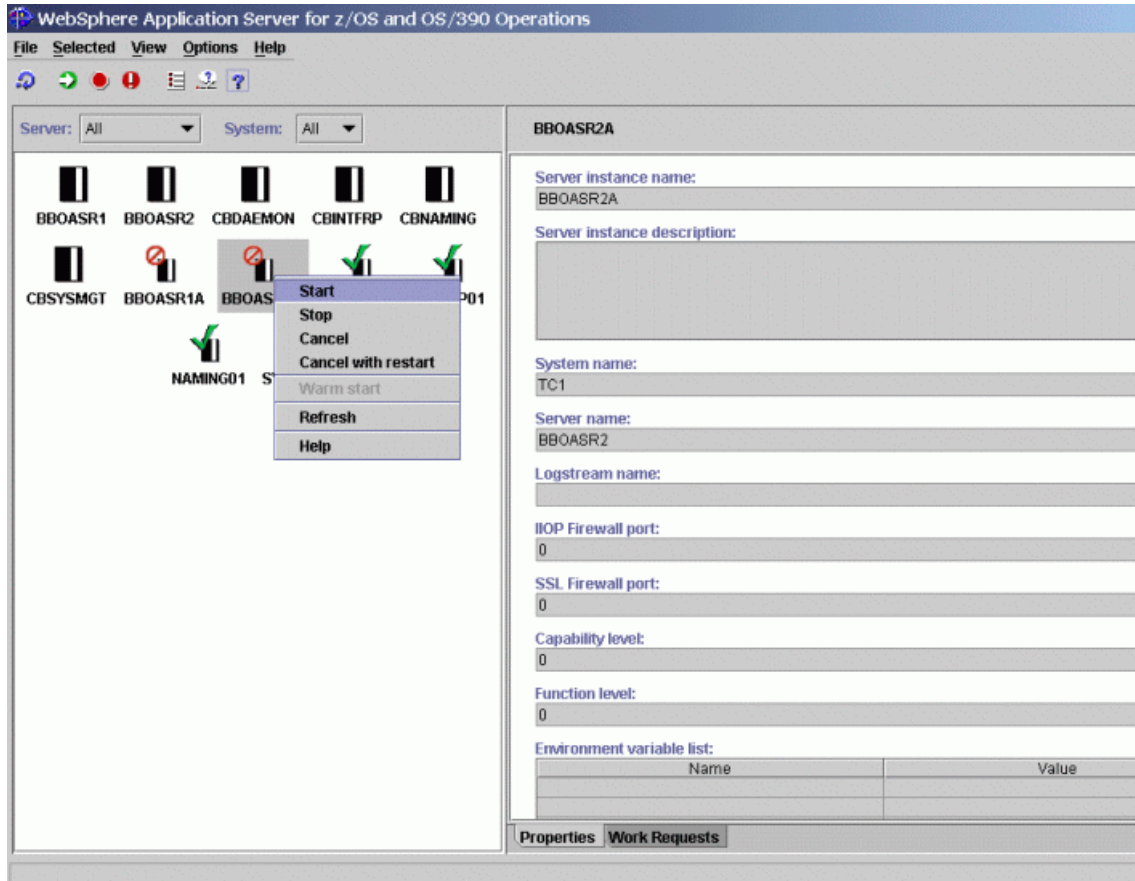 WebSphere Application Server for z/OS and OS/390 Operations
File Selected View Options Help
Server: All System: All
BBOASR1 BBOASR2 CBDAEMON CBINTFRP CBNAMING
CBSYSMGT BBOASR1A BBOAS P01
NAMING01 S
Start
Stop
Cancel
Cancel with restart
Warm start
Refresh
Help
BBOASR2A
Server instance name:
BBOASR2A
Server instance description:
System name:
TC1
Server name:
BBOASR2
Logstream name:
IIOP Firewall port:
0
SSL Firewall port:
0
Capability level:
0
Function level:
0
Environment variable list:
Name Value
Properties Work Requests